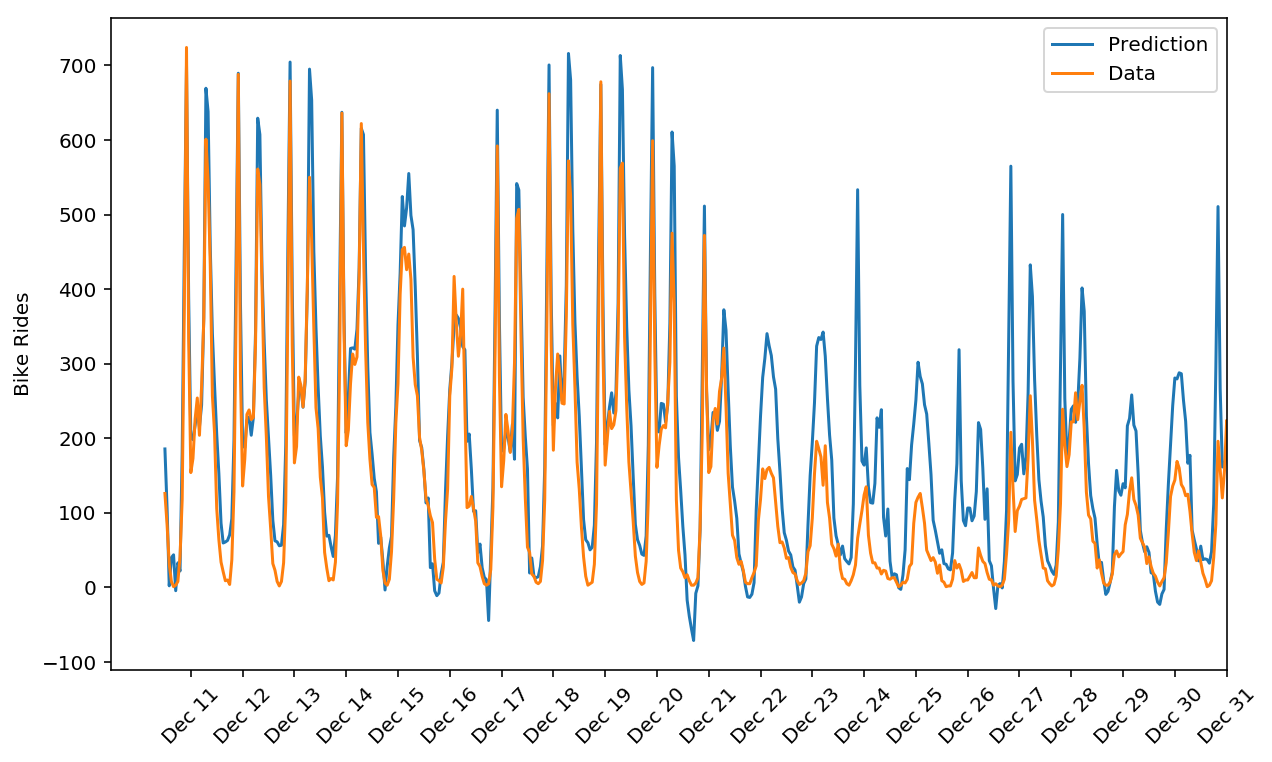 Prediction
Data
Bike Rides
700
600
500
400
300
200
100
0
−100
Dec 11
Dec 12
Dec 13
Dec 14
Dec 15
Dec 16
Dec 17
Dec 18
Dec 19
Dec 20
Dec 21
Dec 22
Dec 23
Dec 24
Dec 25
Dec 26
Dec 27
Dec 28
Dec 29
Dec 30
Dec 31